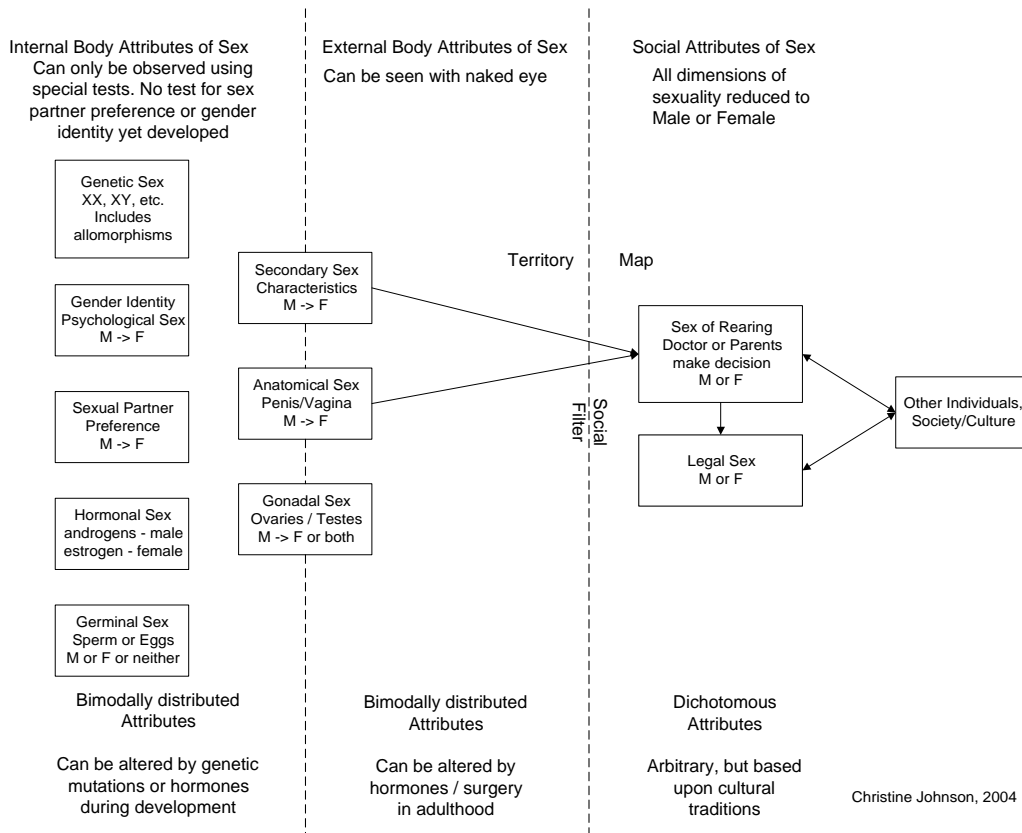 Internal Body Attributes of Sex
Can only be observed using
special tests. No test for sex
partner preference or gender
identity yet developed
External Body Attributes of Sex
Can be seen with naked eye
Social Attributes of Sex
All dimensions of
sexuality reduced to
Male or Female
Genetic Sex
XX, XY, etc.
Includes
allomorphisms
Gender Identity
Psychological Sex
M -> F
Sexual Partner
Preference
M -> F
Hormonal Sex
androgens - male
estrogen - female
Germinal Sex
Sperm or Eggs
M or F or neither
Secondary Sex
Characteristics
M -> F
Anatomical Sex
Penis/Vagina
M -> F
Gonadal Sex
Ovaries / Testes
M -> F or both
Territory
Map
Social
Filter
Sex of Rearing
Doctor or Parents
make decision
M or F
Legal Sex
M or F
Other Individuals,
Society/Culture
Bimodally distributed
Attributes
Can be altered by genetic
mutations or hormones
during development
Bimodally distributed
Attributes
Can be altered by
hormones / surgery
in adulthood
Dichotomous
Attributes
Arbitrary, but based
upon cultural
traditions
Christine Johnson, 2004